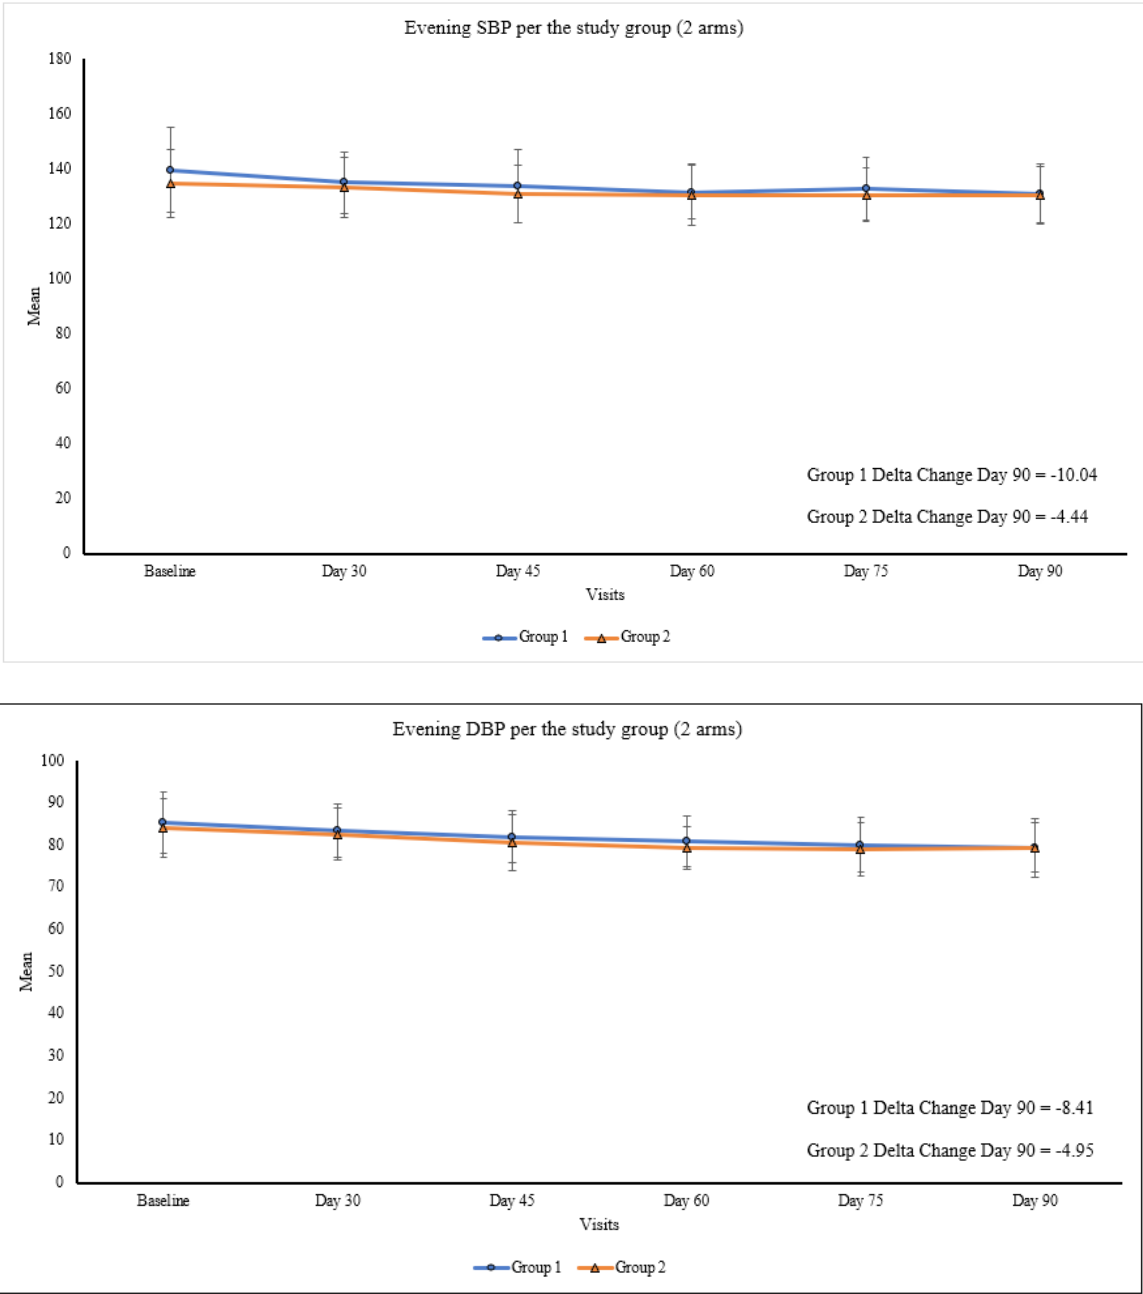 Evening SBP per the study group (2 arms)
180
160
140
120
100
80
60
40
20
0
Mean
Group 1 Delta Change Day 90 = -10.04
Group 2 Delta Change Day 90 = -4.44
Baseline Day 30 Day 45 Day 60 Day 75 Day 90
Visits
Group 1 Group 2
Evening DBP per the study group (2 arms)
100
90
80
70
60
50
40
30
20
10
0
Mean
Group 1 Delta Change Day 90 = -8.41
Group 2 Delta Change Day 90 = -4.95
Baseline Day 30 Day 45 Day 60 Day 75 Day 90
Visits
Group 1 Group 2